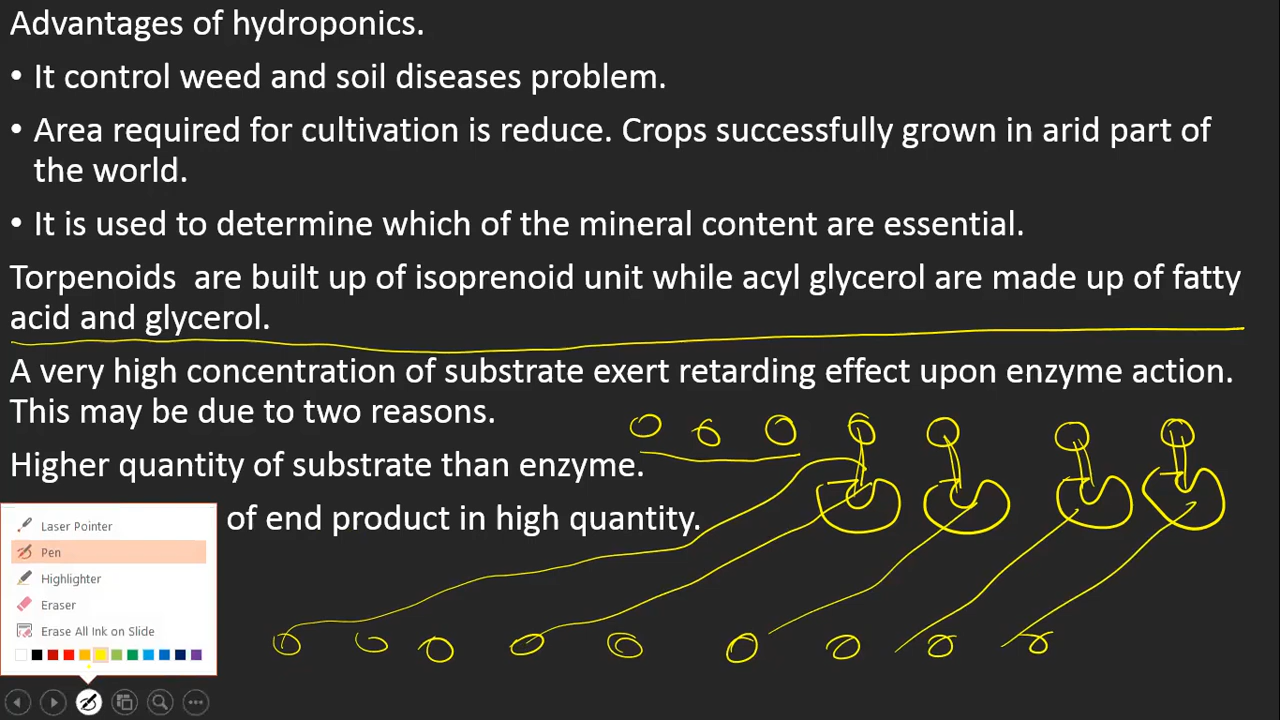 Advantages of hydroponics.
• It control weed and soil diseases problem.
• Area required for cultivation is reduce. Crops successfully grown in arid part of
the world.
• It is used to determine which of the mineral content are essential.
Torpenoids are built up of isoprenoid unit while acyl glycerol are made up of fatty
acid and glycerol.
A very high concentration of substrate exert retarding effect upon enzyme action.
This may be due to two reasons.
Higher quantity of substrate than enzyme.
of end product in high quantity.
Laser Pointer
Pen
Highlighter
Eraser
Erase All Ink on Slide